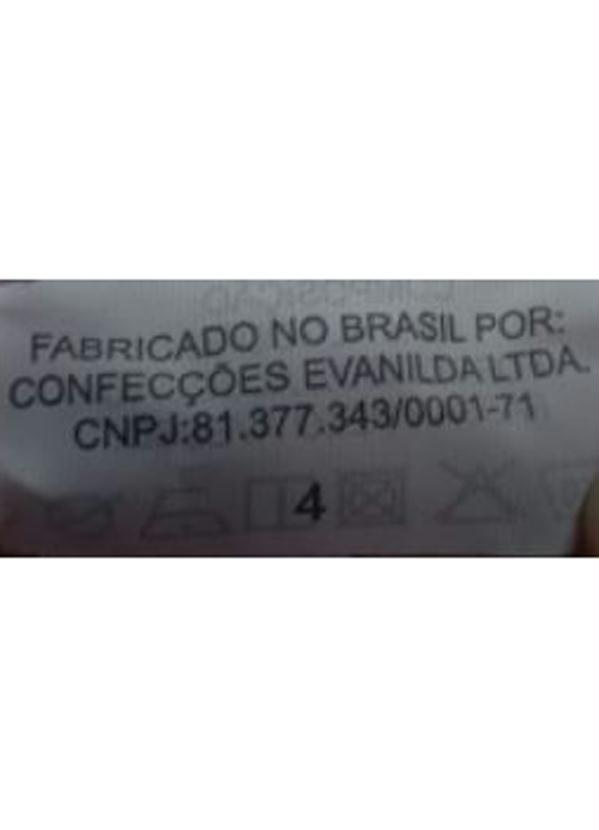 FABRICADO NO BRASIL POR:
CONFECÇÕES EVANILDA LTDA.
CNPJ:81.377.343/0001-71
4